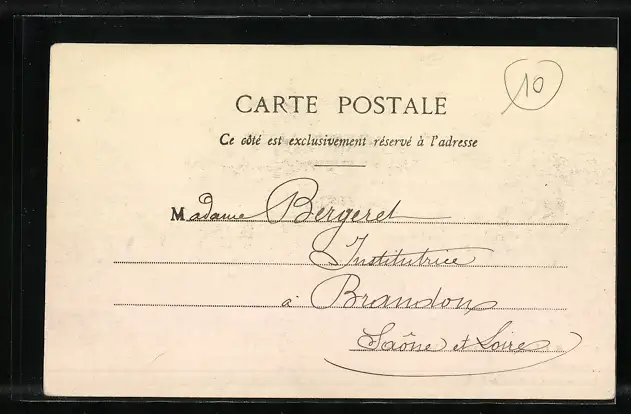 10
CARTE POSTALE
Ce côté est exclusivement réservé à l'adresse
Madame Bergeret
Institutrice
à Brandon
Saône et Loire